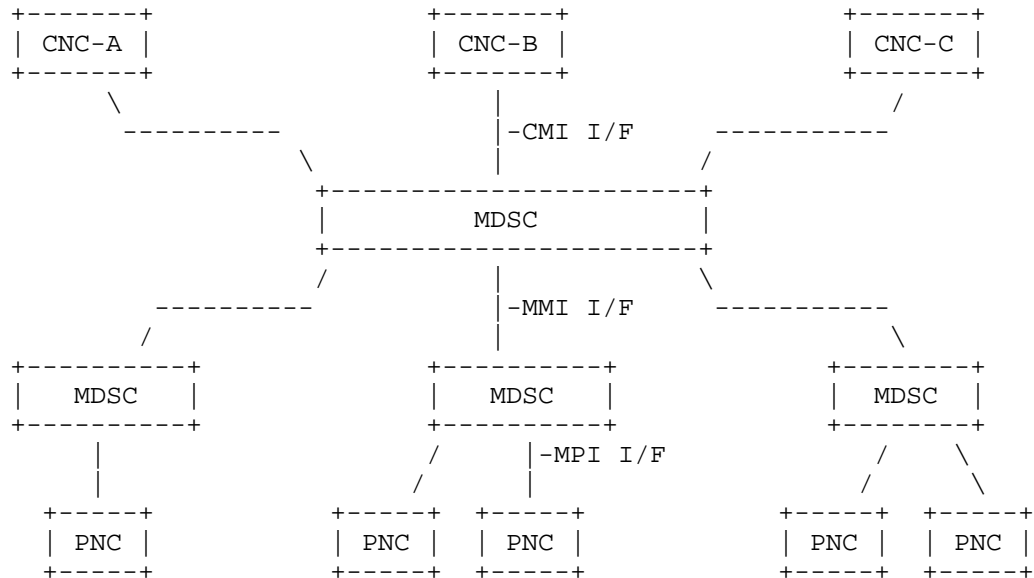 CNC-A CNC-B CNC-C
-CMI I/F
MDSC
-MMI I/F
MDSC MDSC MDSC
-MPI I/F
PNC PNC PNC PNC PNC